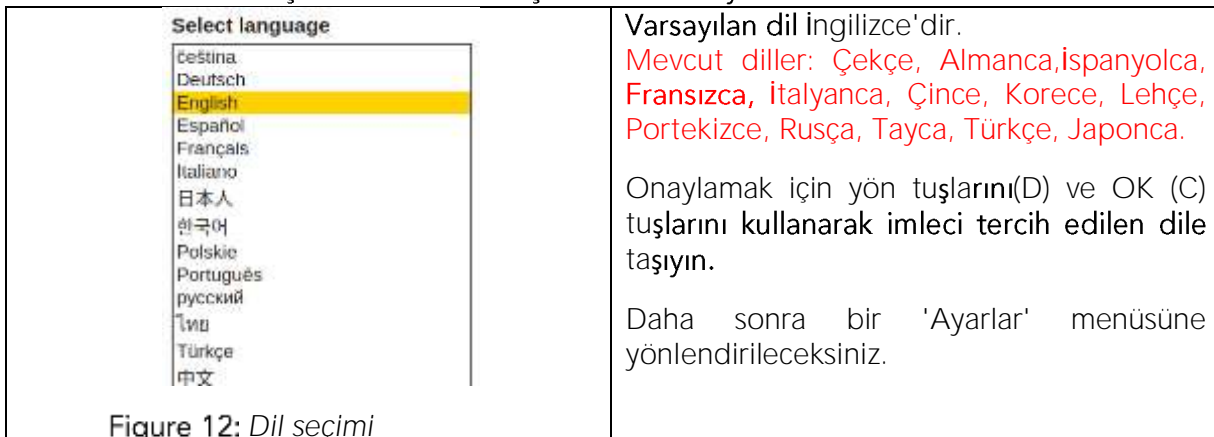 Select language
čeština
Deutsch
English
Español
Français
Italiano
日本人
한국어
Polskie
Português
русский
ไทย
Türkçe
中文
Figure 12: Dil seçimi
Varsayılan dil İngilizce'dir.
Mevcut diller: Çekçe, Almanca,İspanyolca,
Fransızca, İtalyanca, Çince, Korece, Lehçe,
Portekizce, Rusça, Tayca, Türkçe, Japonca.
Onaylamak için yön tuşlarını(D) ve OK (C)
tuşlarını kullanarak imleci tercih edilen dile
taşıyın.
Daha sonra bir 'Ayarlar' menüsüne
yönlendirileceksiniz.